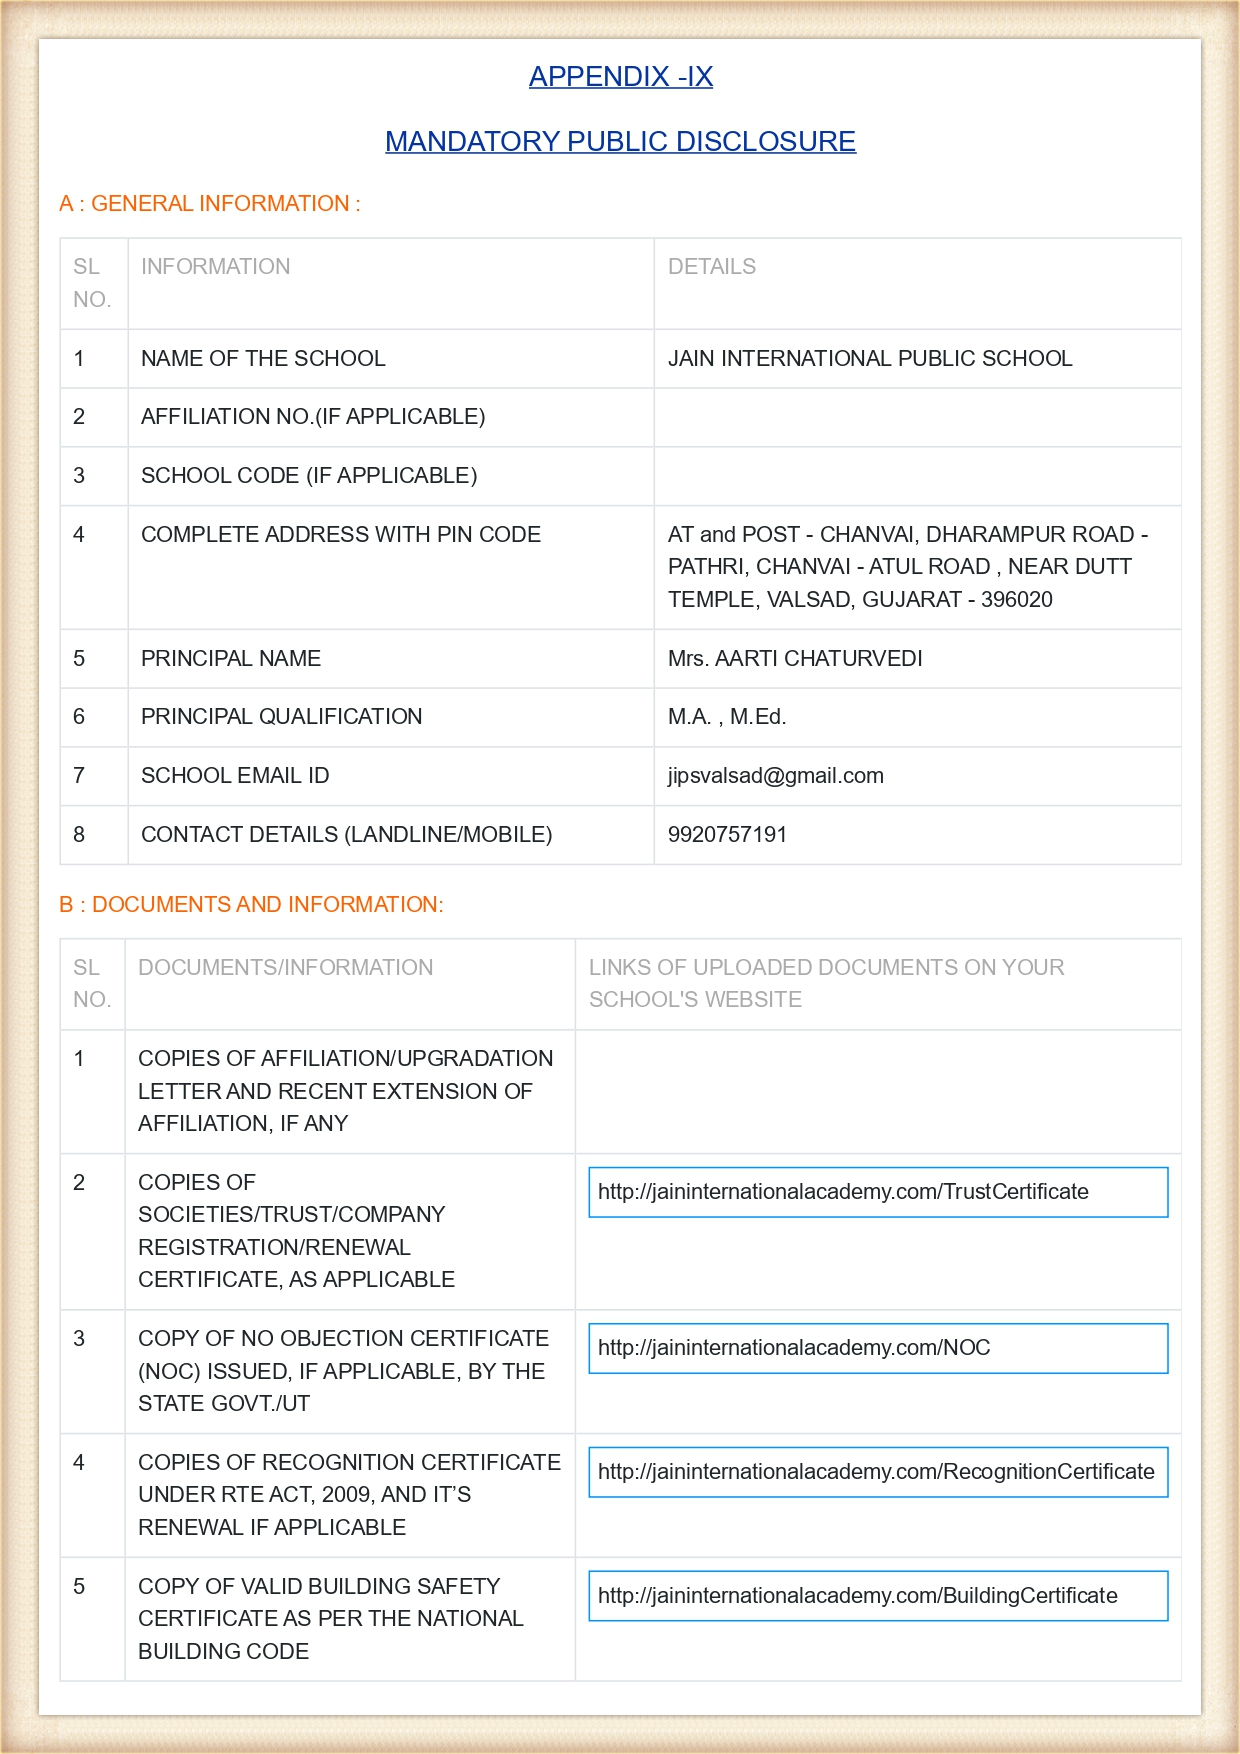 APPENDIX -IX
MANDATORY PUBLIC DISCLOSURE
A : GENERAL INFORMATION :
SL NO. INFORMATION DETAILS
1 NAME OF THE SCHOOL JAIN INTERNATIONAL PUBLIC SCHOOL
2 AFFILIATION NO.(IF APPLICABLE)
3 SCHOOL CODE (IF APPLICABLE)
4 COMPLETE ADDRESS WITH PIN CODE AT and POST - CHANVAI, DHARAMPUR ROAD -
PATHRI, CHANVAI - ATUL ROAD , NEAR DUTT
TEMPLE, VALSAD, GUJARAT - 396020
5 PRINCIPAL NAME Mrs. AARTI CHATURVEDI
6 PRINCIPAL QUALIFICATION M.A. , M.Ed.
7 SCHOOL EMAIL ID jipsvalsad@gmail.com
8 CONTACT DETAILS (LANDLINE/MOBILE) 9920757191
B : DOCUMENTS AND INFORMATION:
SL NO. DOCUMENTS/INFORMATION LINKS OF UPLOADED DOCUMENTS ON YOUR
SCHOOL'S WEBSITE
1 COPIES OF AFFILIATION/UPGRADATION
LETTER AND RECENT EXTENSION OF
AFFILIATION, IF ANY
2 COPIES OF
SOCIETIES/TRUST/COMPANY
REGISTRATION/RENEWAL
CERTIFICATE, AS APPLICABLE
http://jaininternationalacademy.com/TrustCertificate
3 COPY OF NO OBJECTION CERTIFICATE
(NOC) ISSUED, IF APPLICABLE, BY THE
STATE GOVT./UT
http://jaininternationalacademy.com/NOC
4 COPIES OF RECOGNITION CERTIFICATE
UNDER RTE ACT, 2009, AND IT’S
RENEWAL IF APPLICABLE
http://jaininternationalacademy.com/RecognitionCertificate
5 COPY OF VALID BUILDING SAFETY
CERTIFICATE AS PER THE NATIONAL
BUILDING CODE
http://jaininternationalacademy.com/BuildingCertificate